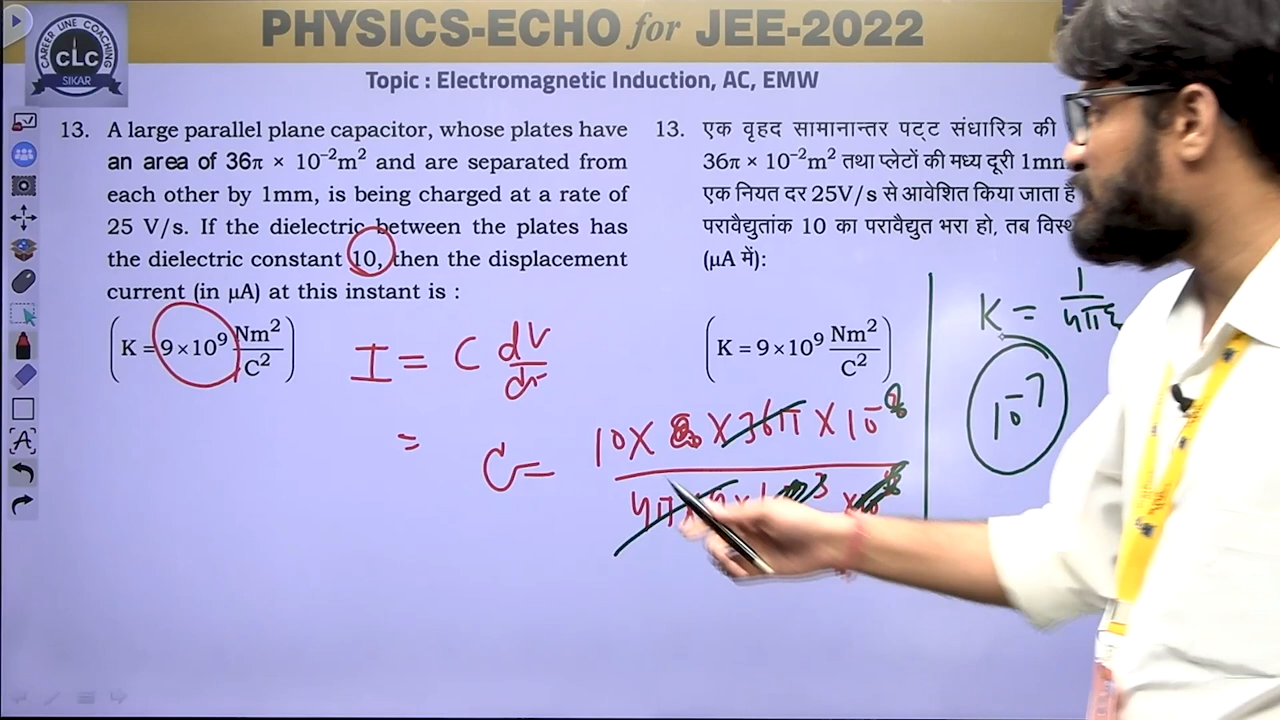 PHYSICS-ECHO for JEE-2022
CAREER LINE COACHING
CLC
SIKAR
Topic : Electromagnetic Induction, AC, EMW
13. A large parallel plane capacitor, whose plates have
an area of 36π × 10⁻²m² and are separated from
each other by 1mm, is being charged at a rate of
25 V/s. If the dielectric between the plates has
the dielectric constant 10, then the displacement
current (in μA) at this instant is :
(K = 9×10⁹ Nm²/C²)
13. एक वृहद सामानान्तर पट्ट संधारित्र की
36π × 10⁻²m² तथा प्लेटों की मध्य दूरी 1mm
एक नियत दर 25V/s से आवेशित किया जाता है
परावैद्युतांक 10 का परावैद्युत भरा हो, तब
(μA में):
(K = 9×10⁹ Nm²/C²)
I = C dV/dt
=
C =
10 × × 36π × 10
4π
K = 1/4πε
10⁻⁷
A